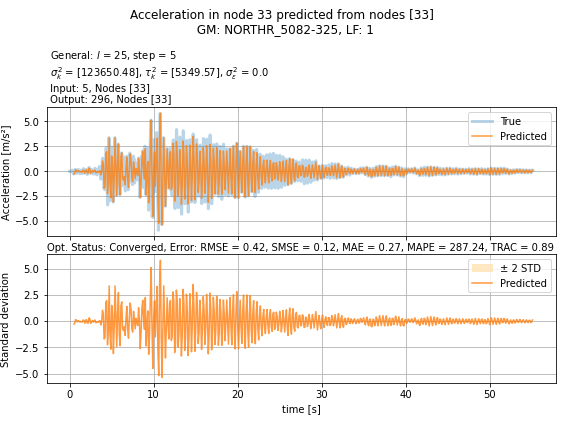 Acceleration in node 33 predicted from nodes [33]
GM: NORTHR_5082-325, LF: 1
General: l = 25, step = 5
σ²ₖ = [123650.48], τ²ₖ = [5349.57], σ²ε = 0.0
Input: 5, Nodes [33]
Output: 296, Nodes [33]
True
Predicted
Acceleration [m/s²]
5.0
2.5
0.0
−2.5
−5.0
Opt. Status: Converged, Error: RMSE = 0.42, SMSE = 0.12, MAE = 0.27, MAPE = 287.24, TRAC = 0.89
± 2 STD
Predicted
Standard deviation
5.0
2.5
0.0
−2.5
−5.0
0 10 20 30 40 50
time [s]